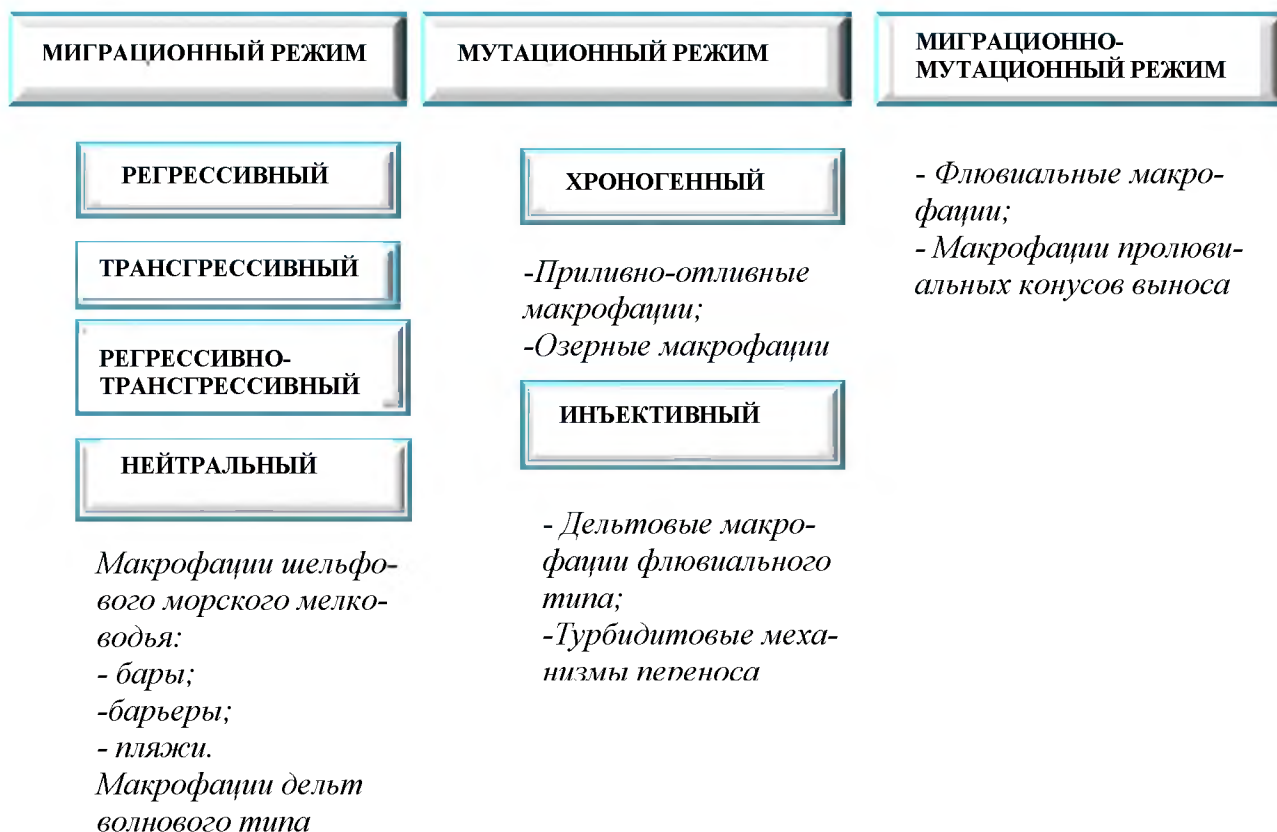 МИГРАЦИОННЫЙ РЕЖИМ
РЕГРЕССИВНЫЙ
ТРАНСГРЕССИВНЫЙ
РЕГРЕССИВНО-
ТРАНСГРЕССИВНЫЙ
НЕЙТРАЛЬНЫЙ
Макрофации шельфо-
вого морского мелко-
водья:
- бары;
-барьеры;
- пляжи.
Макрофации дельт
волнового типа
МУТАЦИОННЫЙ РЕЖИМ
ХРОНОГЕННЫЙ
-Приливно-отливные
макрофации;
-Озерные макрофации
ИНЪЕКТИВНЫЙ
- Дельтовые макро-
фации флювиального
типа;
-Турбидитовые меха-
низмы переноса
МИГРАЦИОННО-
МУТАЦИОННЫЙ РЕЖИМ
- Флювиальные макро-
фации;
- Макрофации пролюви-
альных конусов выноса